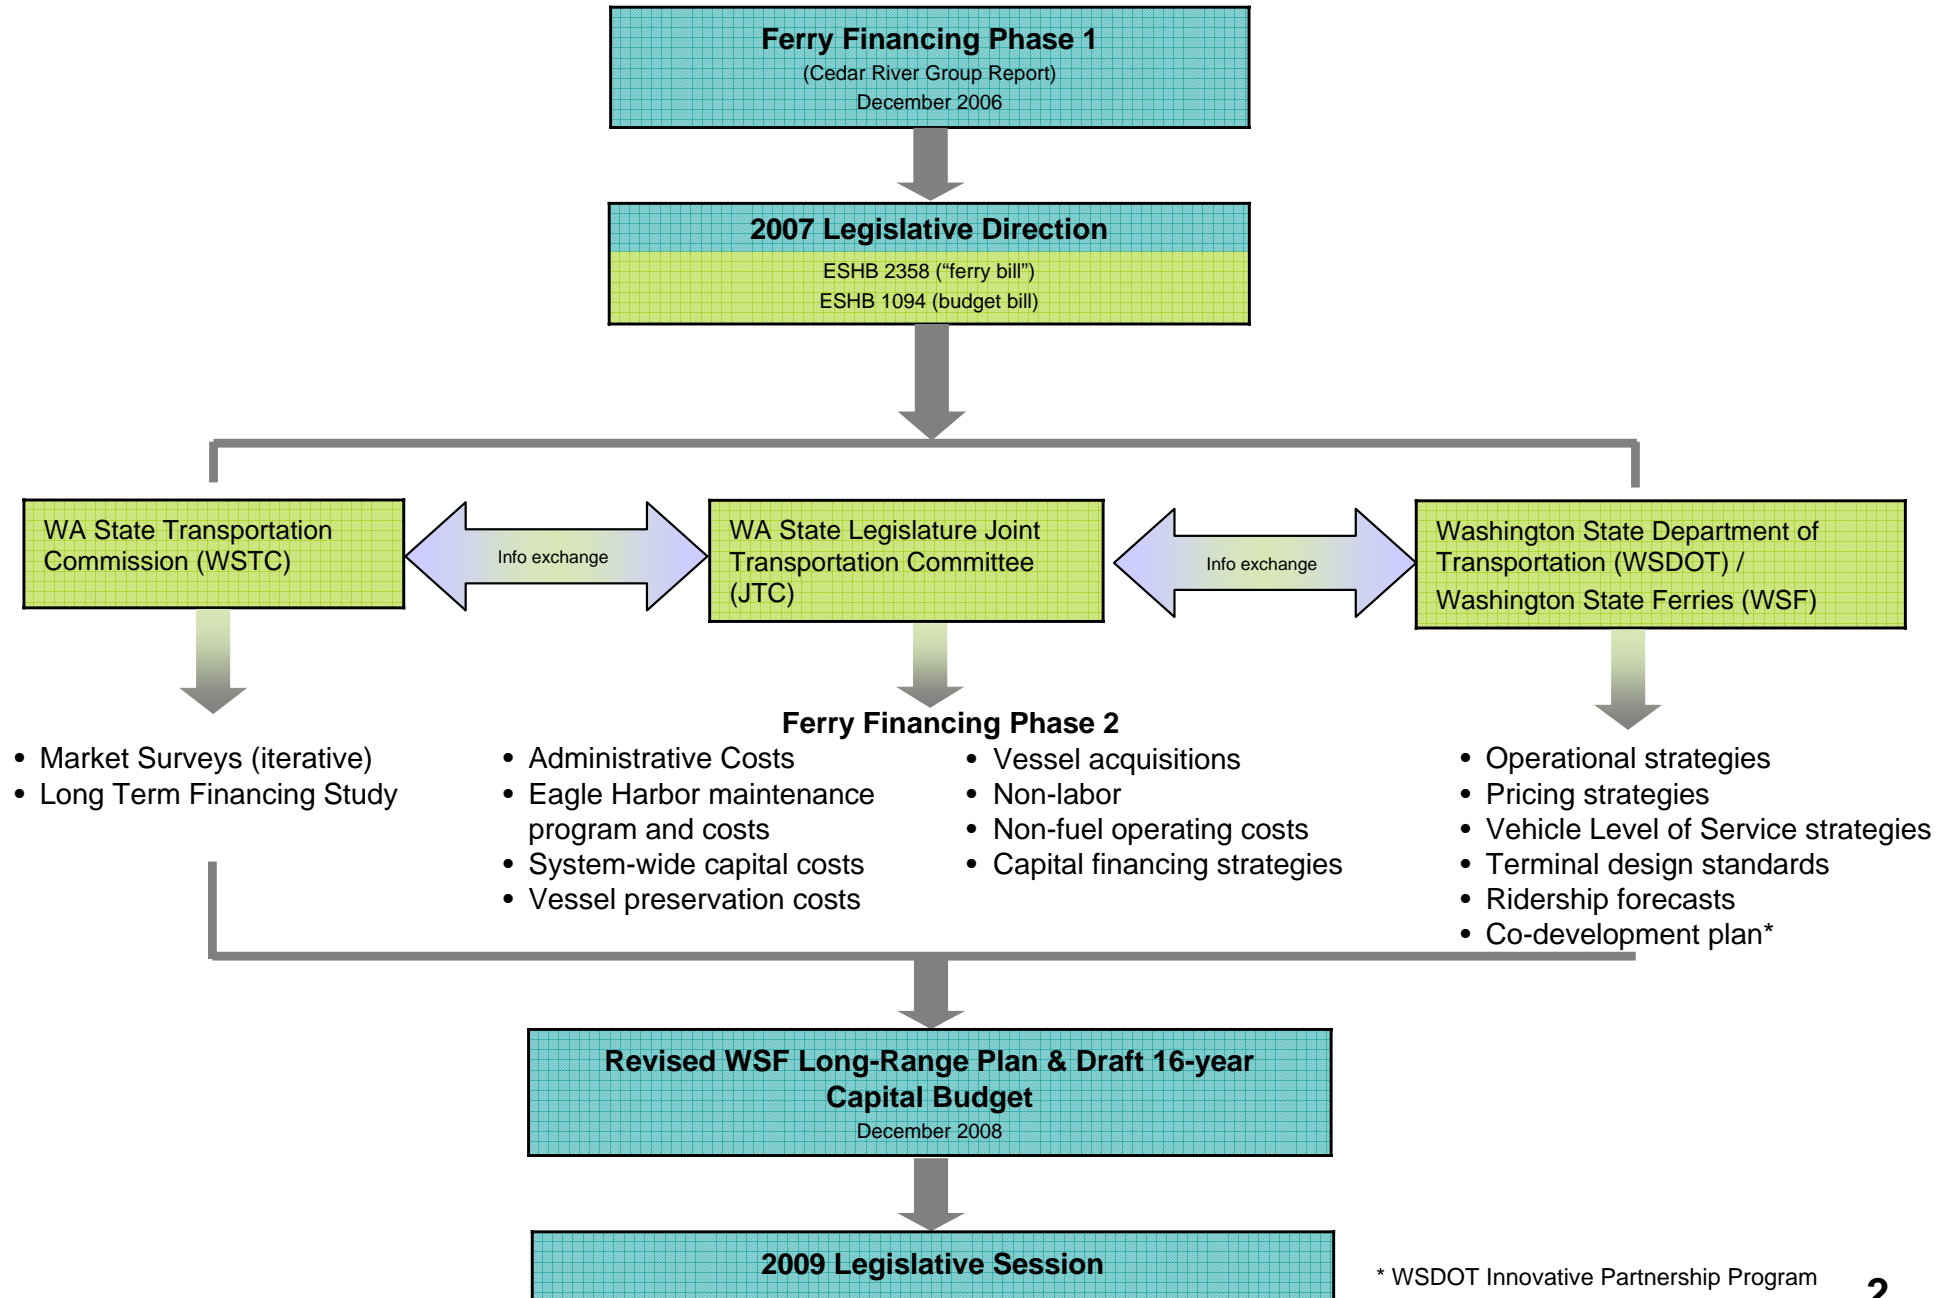 Ferry Financing Phase 1
(Cedar River Group Report)
December 2006
2007 Legislative Direction
ESHB 2358 (“ferry bill”)
ESHB 1094 (budget bill)
WA State Transportation
Commission (WSTC)
Info exchange
WA State Legislature Joint
Transportation Committee
(JTC)
Info exchange
Washington State Department of
Transportation (WSDOT) /
Washington State Ferries (WSF)
• Market Surveys (iterative)
• Long Term Financing Study
Ferry Financing Phase 2
• Administrative Costs
• Eagle Harbor maintenance
program and costs
• System-wide capital costs
• Vessel preservation costs
• Vessel acquisitions
• Non-labor
• Non-fuel operating costs
• Capital financing strategies
• Operational strategies
• Pricing strategies
• Vehicle Level of Service strategies
• Terminal design standards
• Ridership forecasts
• Co-development plan*
Revised WSF Long-Range Plan & Draft 16-year
Capital Budget
December 2008
2009 Legislative Session
* WSDOT Innovative Partnership Program
2